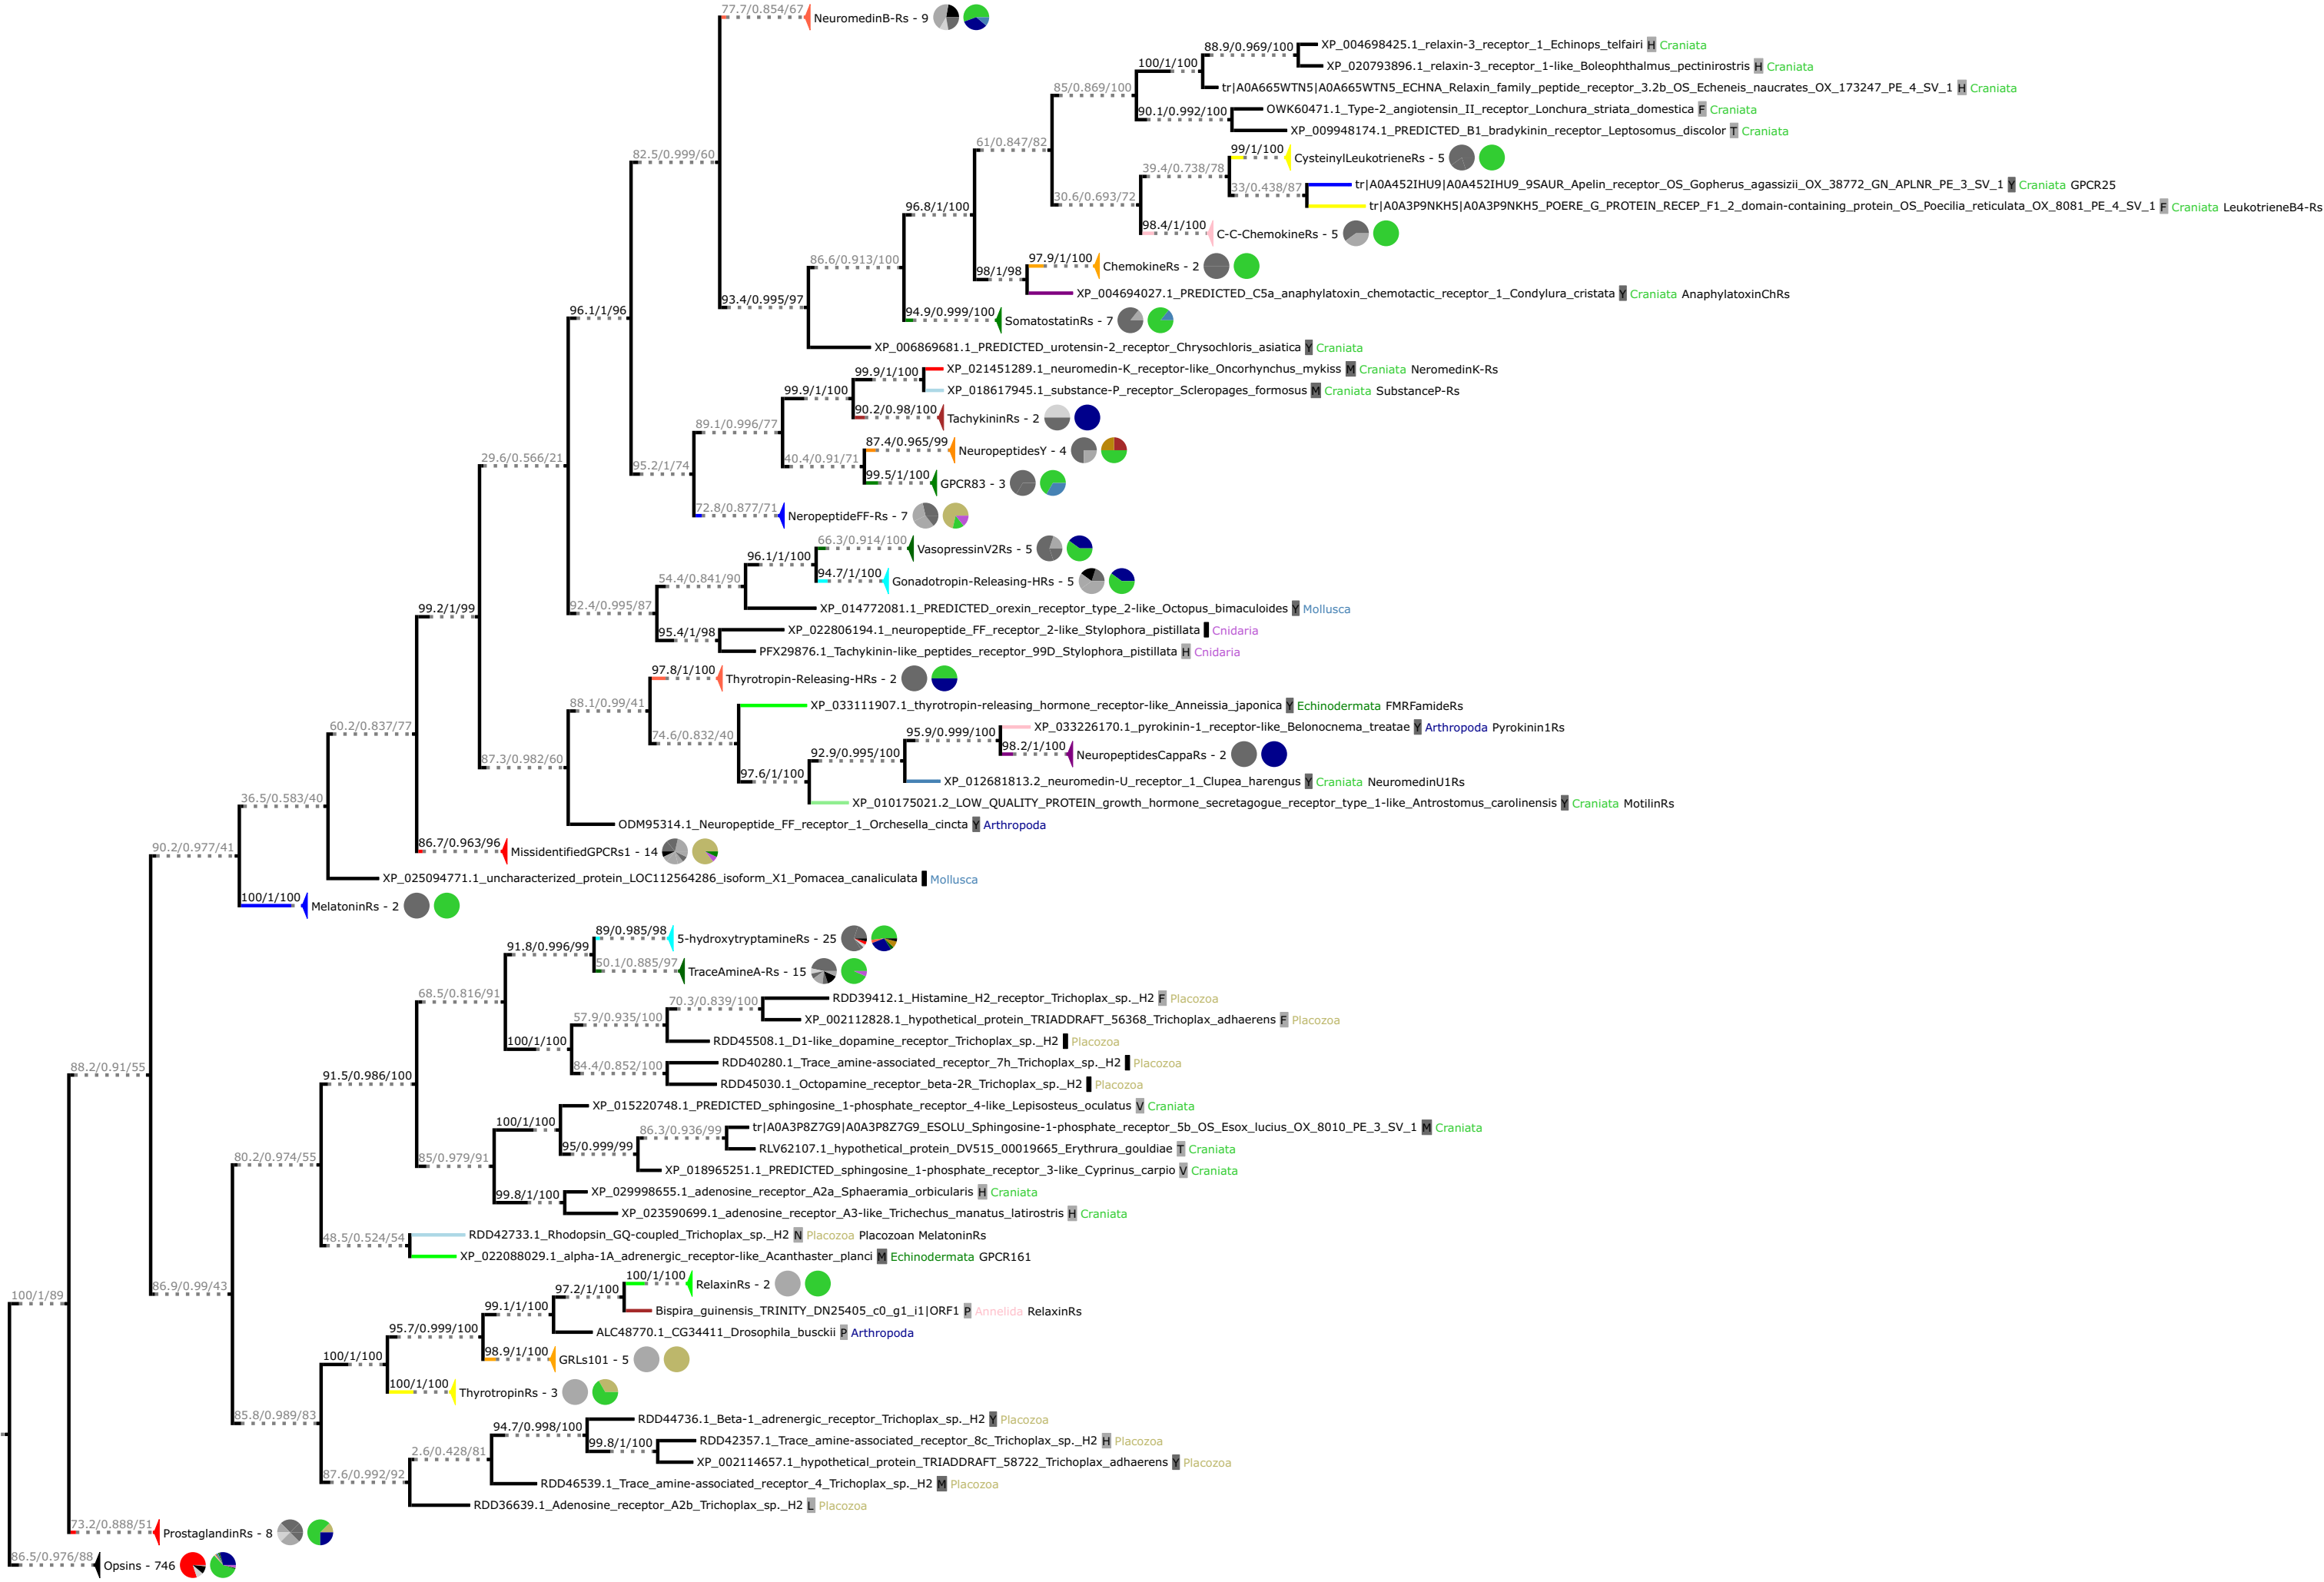 77.7/0.854/67
NeuromedinB-Rs - 9
88.9/0.969/100
XP_004698425.1_relaxin-3_receptor_1_Echinops_telfairi H Craniata
100/1/100
XP_020793896.1_relaxin-3_receptor_1-like_Boleophthalmus_pectinirostris H Craniata
85/0.869/100
tr|A0A665WTN5|A0A665WTN5_ECHNA_Relaxin_family_peptide_receptor_3.2b_OS_Echeneis_naucrates_OX_173247_PE_4_SV_1 H Craniata
90.1/0.992/100
OWK60471.1_Type-2_angiotensin_II_receptor_Lonchura_striata_domestica F Craniata
XP_009948174.1_PREDICTED_B1_bradykinin_receptor_Leptosomus_discolor T Craniata
61/0.847/82
82.5/0.999/60
99/1/100
CysteinylLeukotrieneRs - 5
39.4/0.738/78
33/0.438/87
tr|A0A452IHU9|A0A452IHU9_9SAUR_Apelin_receptor_OS_Gopherus_agassizii_OX_38772_GN_APLNR_PE_3_SV_1 Y Craniata GPCR25
30.6/0.693/72
tr|A0A3P9NKH5|A0A3P9NKH5_POERE_G_PROTEIN_RECEP_F1_2_domain-containing_protein_OS_Poecilia_reticulata_OX_8081_PE_4_SV_1 F Craniata LeukotrieneB4-Rs
96.8/1/100
98.4/1/100
C-C-ChemokineRs - 5
86.6/0.913/100
97.9/1/100
ChemokineRs - 2
98/1/98
XP_004694027.1_PREDICTED_C5a_anaphylatoxin_chemotactic_receptor_1_Condylura_cristata Y Craniata AnaphylatoxinChRs
93.4/0.995/97
96.1/1/96
94.9/0.999/100
SomatostatinRs - 7
XP_006869681.1_PREDICTED_urotensin-2_receptor_Chrysochloris_asiatica Y Craniata
99.9/1/100
XP_021451289.1_neuromedin-K_receptor-like_Oncorhynchus_mykiss M Craniata NeromedinK-Rs
99.9/1/100
XP_018617945.1_substance-P_receptor_Scleropages_formosus M Craniata SubstanceP-Rs
90.2/0.98/100
TachykininRs - 2
89.1/0.996/77
87.4/0.965/99
NeuropeptidesY - 4
29.6/0.566/21
40.4/0.91/71
95.2/1/74
99.5/1/100
GPCR83 - 3
72.8/0.877/71
NeropeptideFF-Rs - 7
66.3/0.914/100
VasopressinV2Rs - 5
96.1/1/100
94.7/1/100
Gonadotropin-Releasing-HRs - 5
54.4/0.841/90
92.4/0.995/87
XP_014772081.1_PREDICTED_orexin_receptor_type_2-like_Octopus_bimaculoides Y Mollusca
99.2/1/99
95.4/1/98
XP_022806194.1_neuropeptide_FF_receptor_2-like_Stylophora_pistillata Cnidaria
PFX29876.1_Tachykinin-like_peptides_receptor_99D_Stylophora_pistillata H Cnidaria
97.8/1/100
Thyrotropin-Releasing-HRs - 2
88.1/0.99/41
XP_033111907.1_thyrotropin-releasing_hormone_receptor-like_Anneissia_japonica Y Echinodermata FMRFamideRs
60.2/0.837/77
74.6/0.832/40
95.9/0.999/100
XP_033226170.1_pyrokinin-1_receptor-like_Belonocnema_treatae Y Arthropoda Pyrokinin1Rs
98.2/1/100
NeuropeptidesCappaRs - 2
92.9/0.995/100
87.3/0.982/60
97.6/1/100
XP_012681813.2_neuromedin-U_receptor_1_Clupea_harengus Y Craniata NeuromedinU1Rs
36.5/0.583/40
XP_010175021.2_LOW_QUALITY_PROTEIN_growth_hormone_secretagogue_receptor_type_1-like_Antrostomus_carolinensis Y Craniata MotilinRs
ODM95314.1_Neuropeptide_FF_receptor_1_Orchesella_cincta Y Arthropoda
90.2/0.977/41
86.7/0.963/96
MissidentifiedGPCRs1 - 14
XP_025094771.1_uncharacterized_protein_LOC112564286_isoform_X1_Pomacea_canaliculata Mollusca
100/1/100
MelatoninRs - 2
89/0.985/98
5-hydroxytryptamineRs - 25
91.8/0.996/99
50.1/0.885/97
TraceAmineA-Rs - 15
68.5/0.816/91
70.3/0.839/100
RDD39412.1_Histamine_H2_receptor_Trichoplax_sp._H2 F Placozoa
57.9/0.935/100
XP_002112828.1_hypothetical_protein_TRIADDRAFT_56368_Trichoplax_adhaerens F Placozoa
100/1/100
RDD45508.1_D1-like_dopamine_receptor_Trichoplax_sp._H2 Placozoa
88.2/0.91/55
84.4/0.852/100
RDD40280.1_Trace_amine-associated_receptor_7h_Trichoplax_sp._H2 Placozoa
91.5/0.986/100
RDD45030.1_Octopamine_receptor_beta-2R_Trichoplax_sp._H2 Placozoa
XP_015220748.1_PREDICTED_sphingosine_1-phosphate_receptor_4-like_Lepisosteus_oculatus V Craniata
100/1/100
86.3/0.936/99
tr|A0A3P8Z7G9|A0A3P8Z7G9_ESOLU_Sphingosine-1-phosphate_receptor_5b_OS_Esox_lucius_OX_8010_PE_3_SV_1 M Craniata
95/0.999/99
RLV62107.1_hypothetical_protein_DV515_00019665_Erythrura_gouldiae T Craniata
80.2/0.974/55
85/0.979/91
XP_018965251.1_PREDICTED_sphingosine_1-phosphate_receptor_3-like_Cyprinus_carpio V Craniata
99.8/1/100
XP_029998655.1_adenosine_receptor_A2a_Sphaeramia_orbicularis H Craniata
XP_023590699.1_adenosine_receptor_A3-like_Trichechus_manatus_latirostris H Craniata
48.5/0.524/54
RDD42733.1_Rhodopsin_GQ-coupled_Trichoplax_sp._H2 N Placozoa Placozoan MelatoninRs
XP_022088029.1_alpha-1A_adrenergic_receptor-like_Acanthaster_planci M Echinodermata GPCR161
86.9/0.99/43
100/1/100
RelaxinRs - 2
97.2/1/100
100/1/89
99.1/1/100
Bispira_guinensis_TRINITY_DN25405_c0_g1_i1|ORF1 P Annelida RelaxinRs
95.7/0.999/100
ALC48770.1_CG34411_Drosophila_busckii P Arthropoda
100/1/100
98.9/1/100
GRLs101 - 5
100/1/100
ThyrotropinRs - 3
85.8/0.989/83
94.7/0.998/100
RDD44736.1_Beta-1_adrenergic_receptor_Trichoplax_sp._H2 Y Placozoa
2.6/0.428/81
99.8/1/100
RDD42357.1_Trace_amine-associated_receptor_8c_Trichoplax_sp._H2 H Placozoa
XP_002114657.1_hypothetical_protein_TRIADDRAFT_58722_Trichoplax_adhaerens Y Placozoa
87.6/0.992/92
RDD46539.1_Trace_amine-associated_receptor_4_Trichoplax_sp._H2 M Placozoa
RDD36639.1_Adenosine_receptor_A2b_Trichoplax_sp._H2 L Placozoa
73.2/0.888/51
ProstaglandinRs - 8
86.5/0.976/88
Opsins - 746